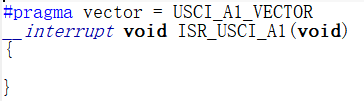 #pragma vector = USCI_A1_VECTOR
__interrupt void ISR_USCI_A1(void)
{
}